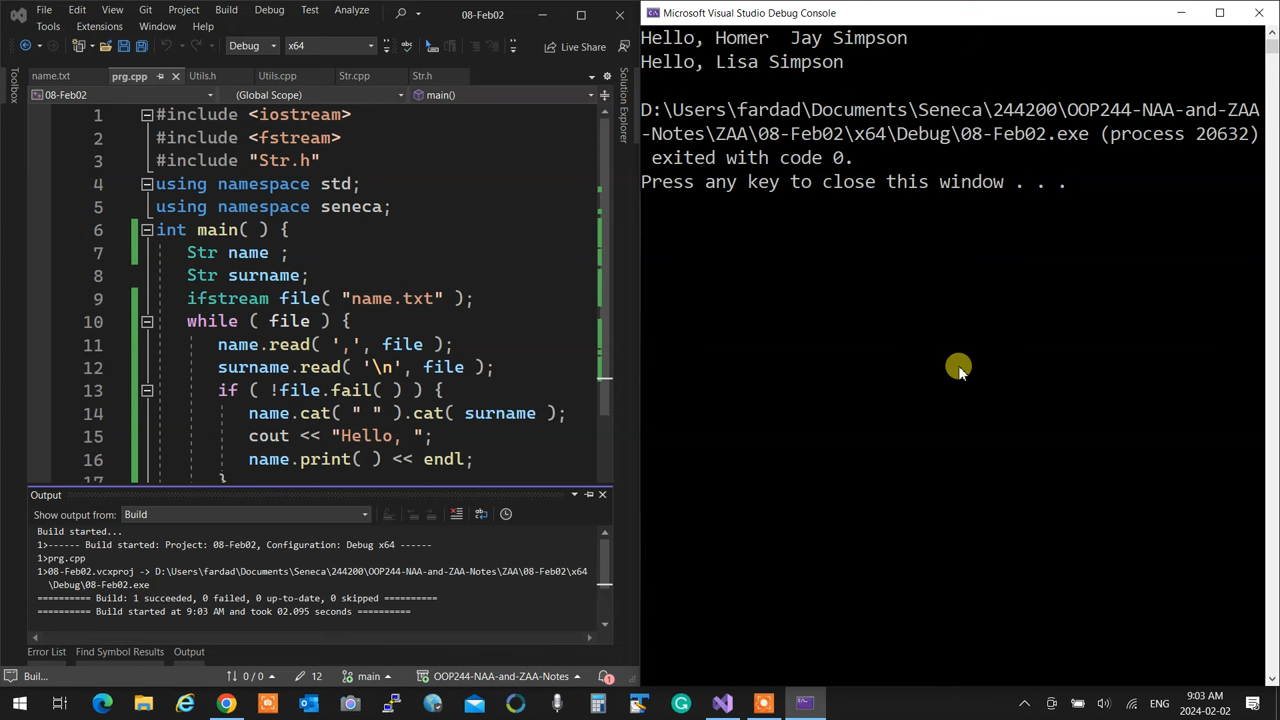 File Edit View Git Project Build Debug Test Analyze 08-Feb02
Tools Extensions Window Help
Debug x64 Live Share
name.txt prg.cpp Utils.h Utils.cpp Str.cpp Str.h
08-Feb02 (Global Scope) main()
Toolbox
Solution Explorer
1 #include <iostream>
2 #include <fstream>
3 #include "Str.h"
4 using namespace std;
5 using namespace seneca;
6 int main( ) {
7 Str name ;
8 Str surname;
9 ifstream file( "name.txt" );
10 while ( file ) {
11 name.read( ',', file );
12 surname.read( '\n', file );
13 if ( !file.fail( ) ) {
14 name.cat( " " ).cat( surname );
15 cout << "Hello, ";
16 name.print( ) << endl;
17 }
Output
Show output from: Build
Build started...
1>------ Build started: Project: 08-Feb02, Configuration: Debug x64 ------
1>prg.cpp
1>08-Feb02.vcxproj -> D:\Users\fardad\Documents\Seneca\244200\OOP244-NAA-and-ZAA-Notes\ZAA\08-Feb02\x64
\Debug\08-Feb02.exe
========== Build: 1 succeeded, 0 failed, 0 up-to-date, 0 skipped ==========
========== Build started at 9:03 AM and took 02.095 seconds ==========
Error List Find Symbol Results Output
Buil... 0 / 0 12 main OOP244-NAA-and-ZAA-Notes 1
Microsoft Visual Studio Debug Console
Hello, Homer  Jay Simpson
Hello, Lisa Simpson
D:\Users\fardad\Documents\Seneca\244200\OOP244-NAA-and-ZAA
-Notes\ZAA\08-Feb02\x64\Debug\08-Feb02.exe (process 20632)
exited with code 0.
Press any key to close this window . . .
ENG
9:03 AM
2024-02-02